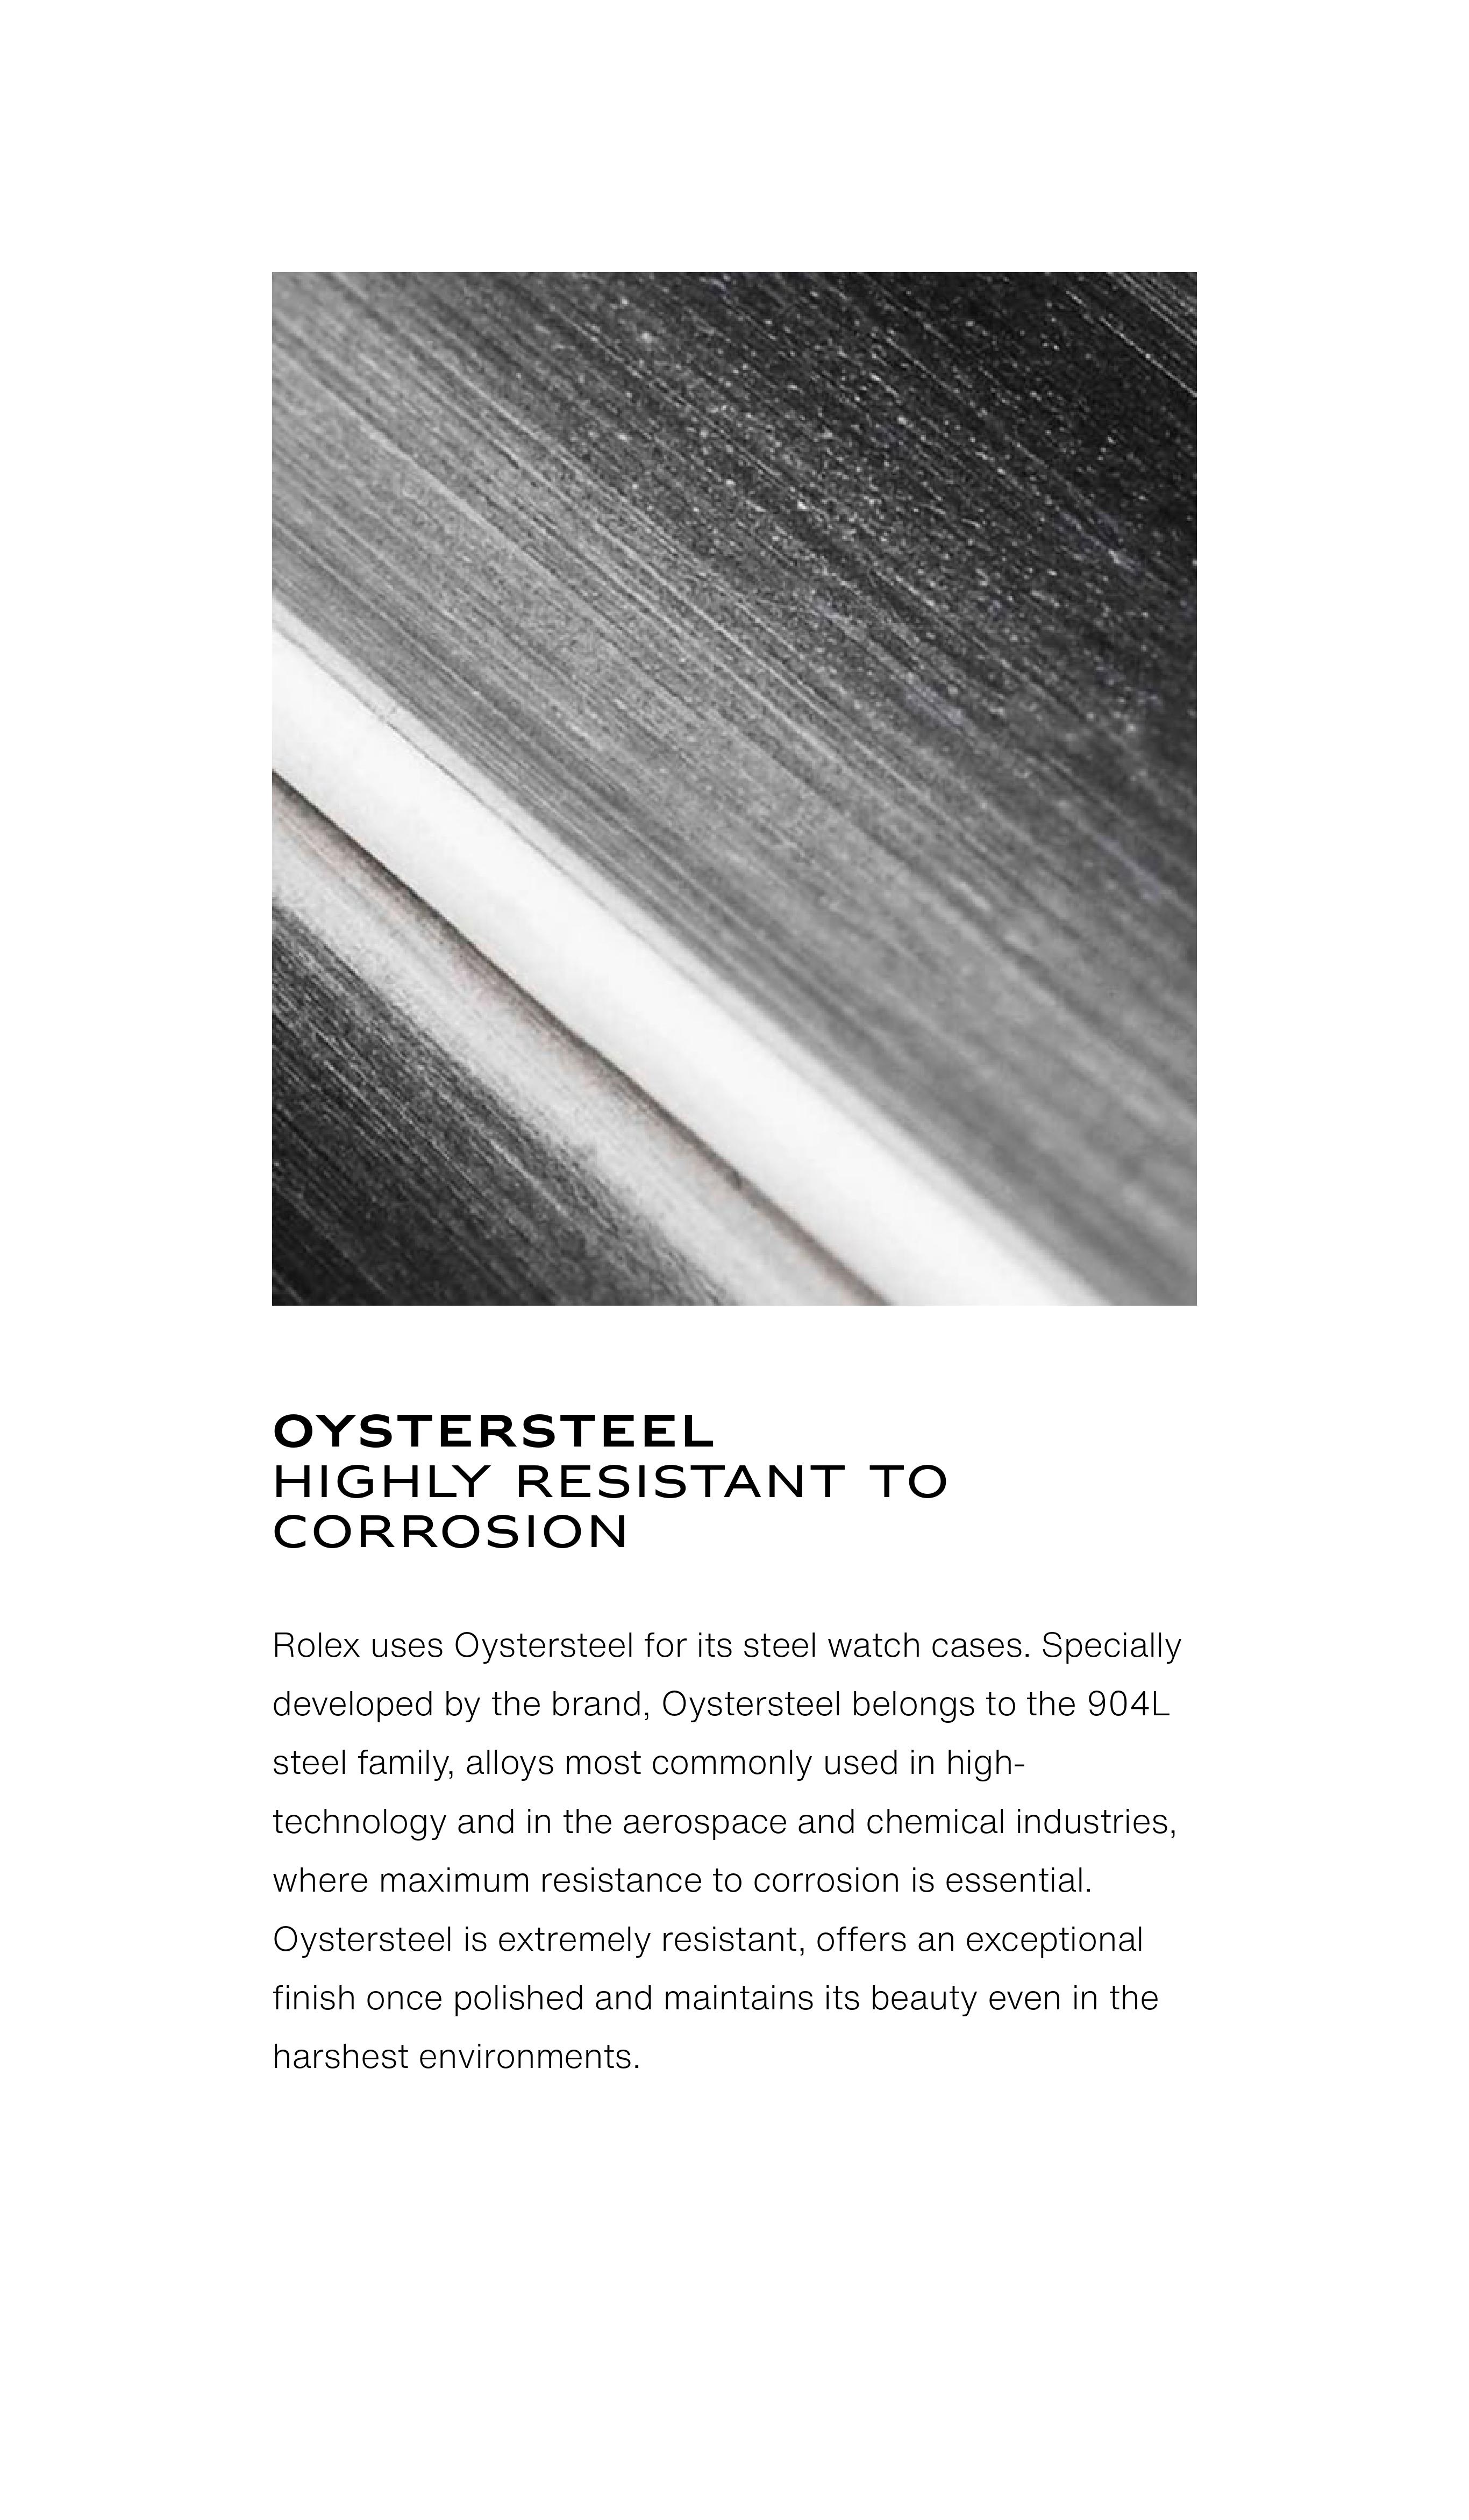 OYSTERSTEEL
HIGHLY RESISTANT TO
CORROSION
Rolex uses Oystersteel for its steel watch cases. Specially
developed by the brand, Oystersteel belongs to the 904L
steel family, alloys most commonly used in high-
technology and in the aerospace and chemical industries,
where maximum resistance to corrosion is essential.
Oystersteel is extremely resistant, offers an exceptional
finish once polished and maintains its beauty even in the
harshest environments.